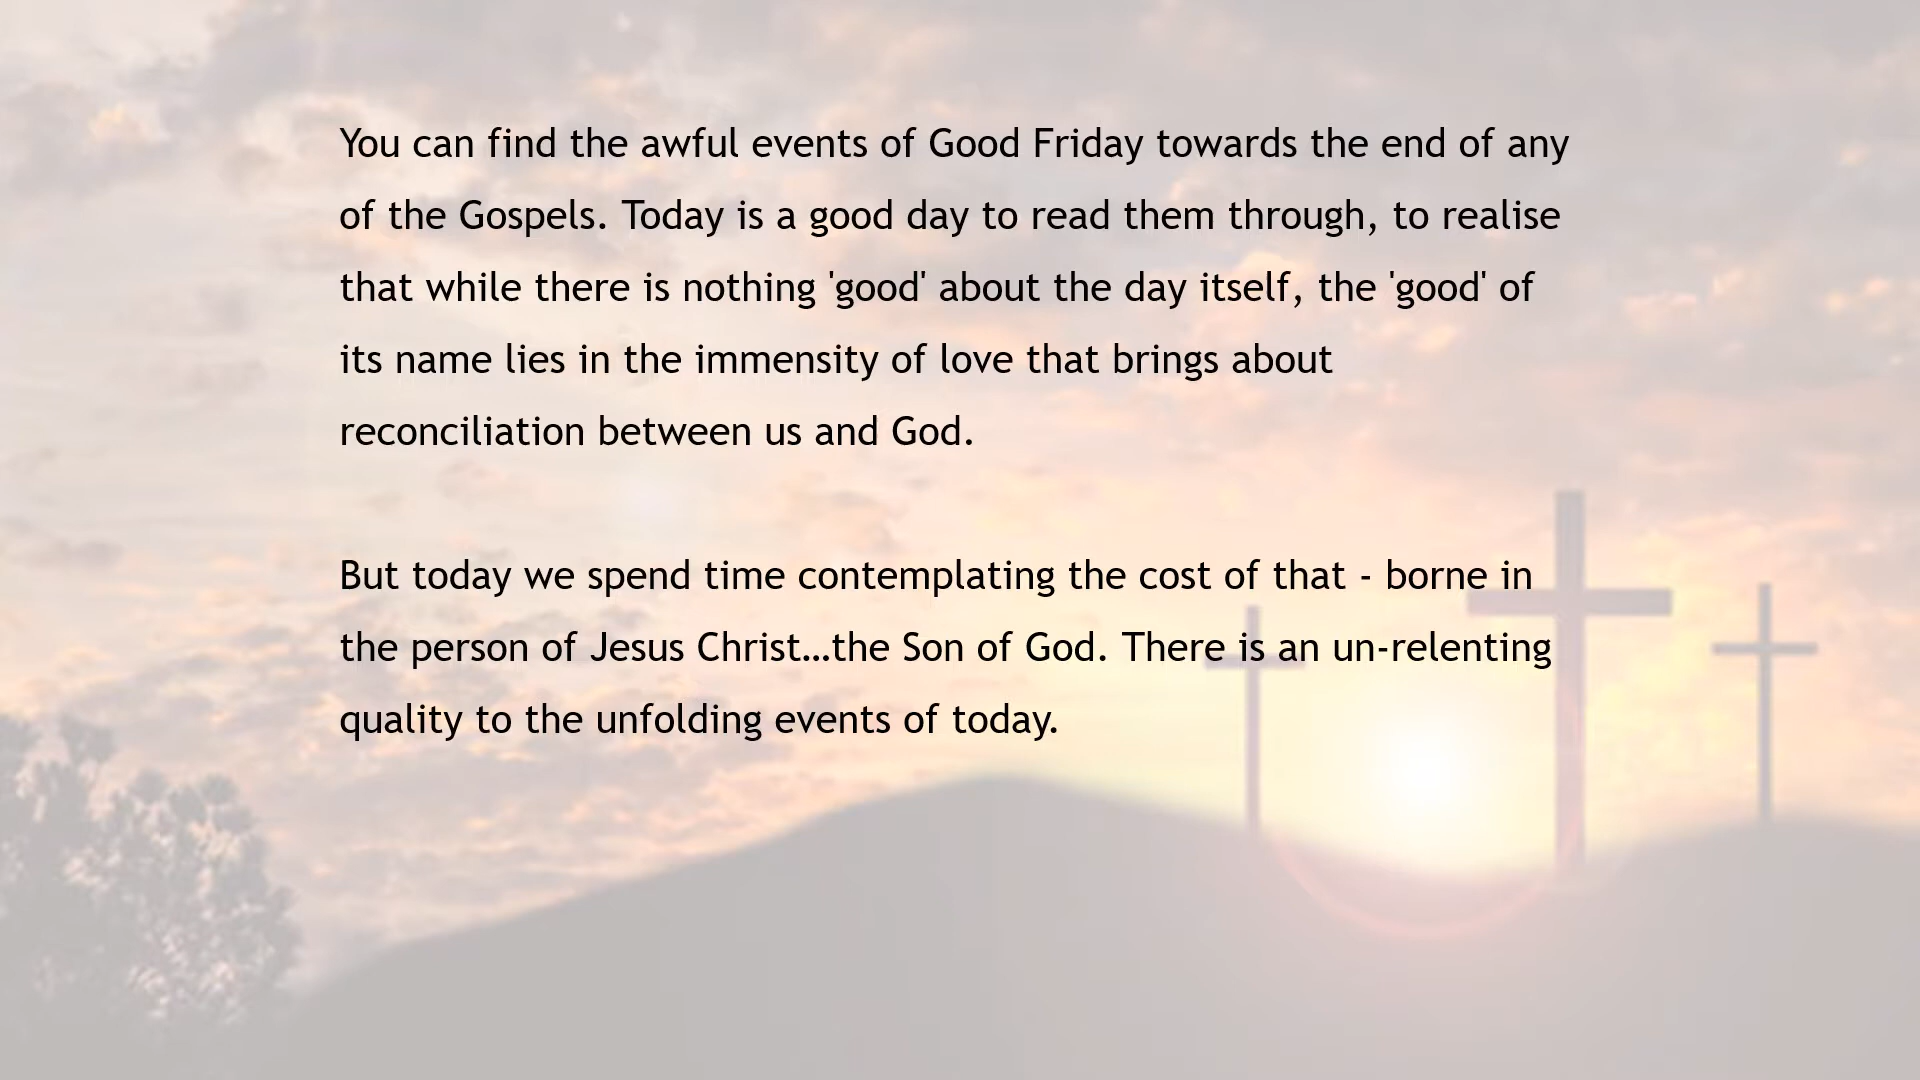 You can find the awful events of Good Friday towards the end of any
of the Gospels. Today is a good day to read them through, to realise
that while there is nothing 'good' about the day itself, the 'good' of
its name lies in the immensity of love that brings about
reconciliation between us and God.
But today we spend time contemplating the cost of that - borne in
the person of Jesus Christ...the Son of God. There is an un-relenting
quality to the unfolding events of today.